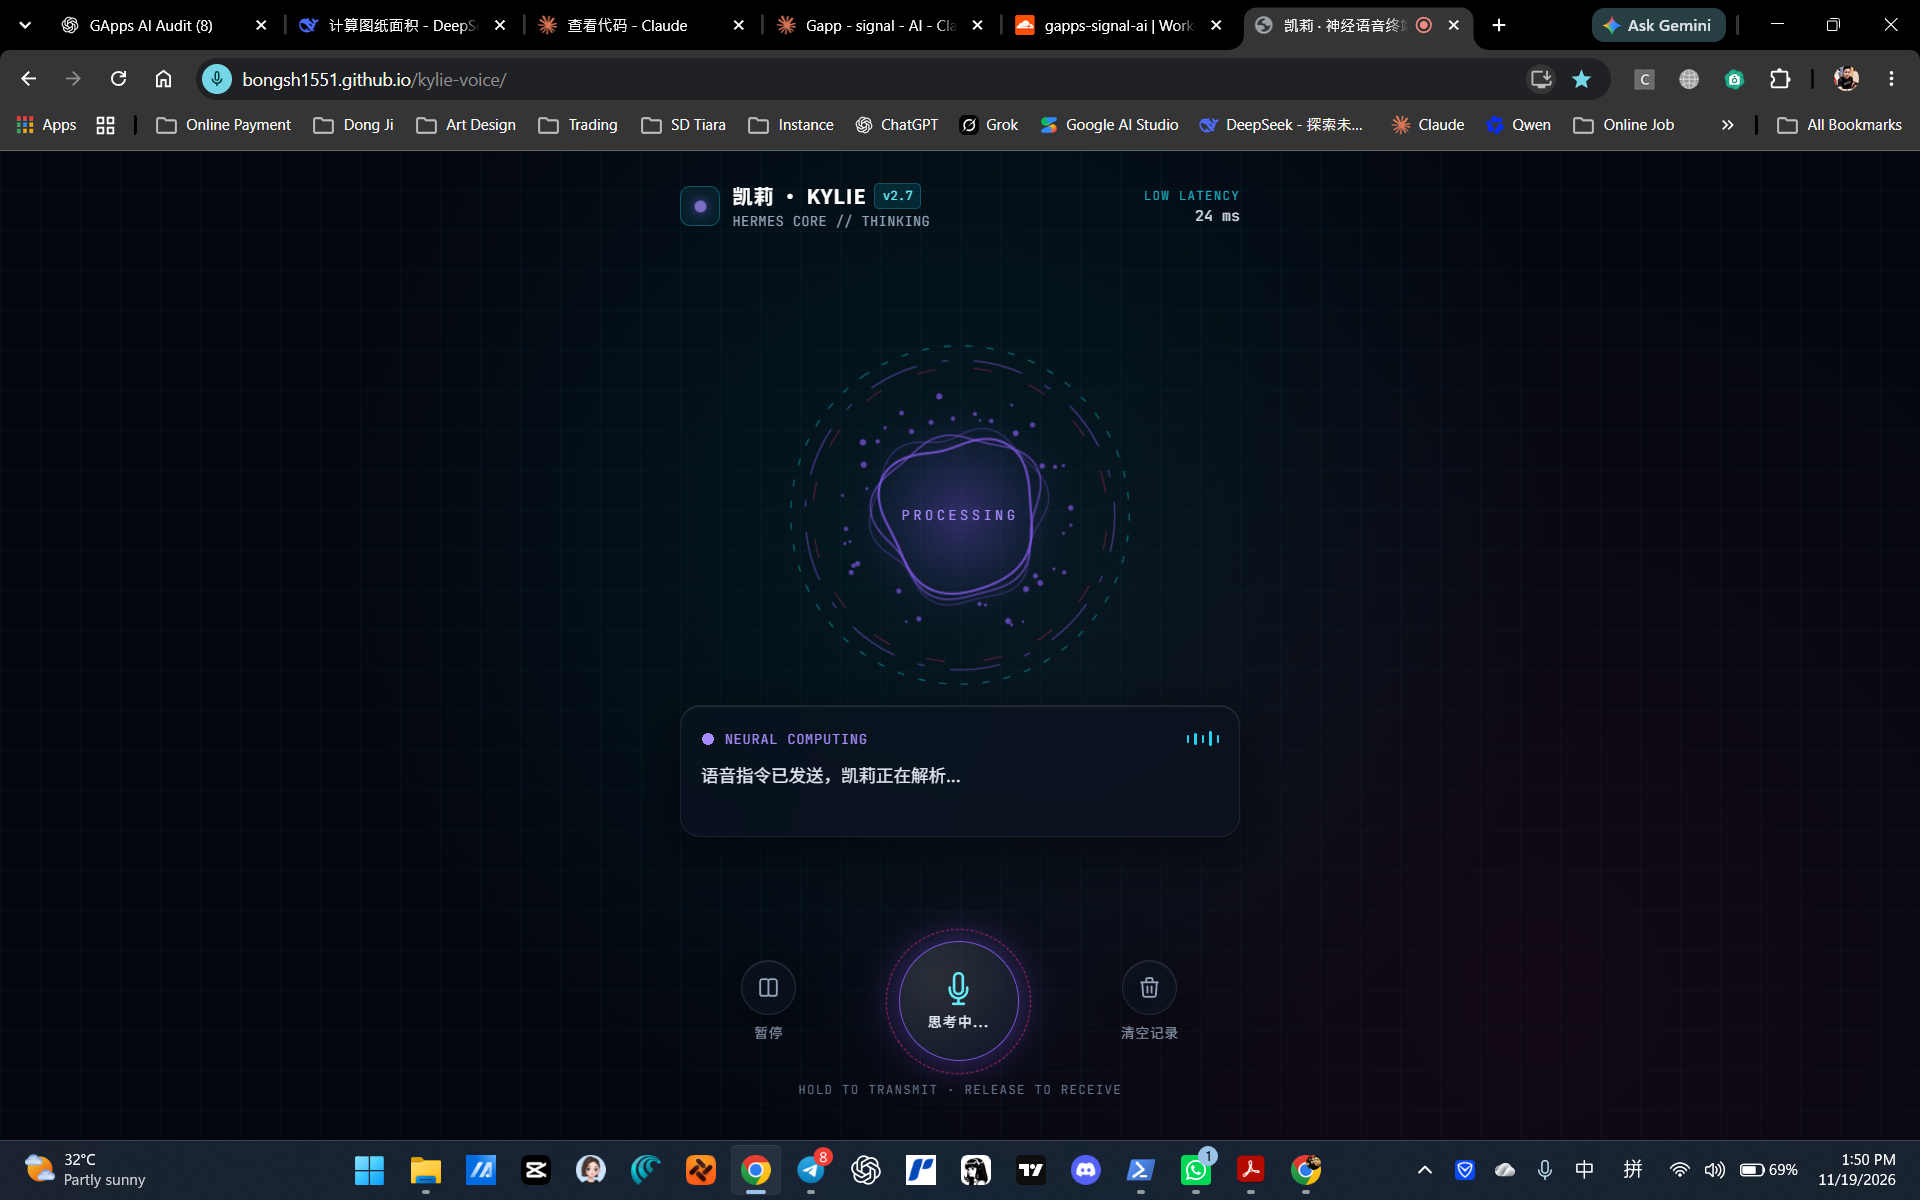 GApps AI Audit (8)
计算图纸面积 - DeepS
查看代码 - Claude
Gapp - signal - AI - Cla
gapps-signal-ai | Work
凯莉 · 神经语音终端
Ask Gemini
bongsh1551.github.io/kylie-voice/
C
Apps
Online Payment
Dong Ji
Art Design
Trading
SD Tiara
Instance
ChatGPT
Grok
Google AI Studio
DeepSeek - 探索未...
Claude
Qwen
Online Job
All Bookmarks
凯莉 • KYLIE v2.7
HERMES CORE // THINKING
LOW LATENCY
24 ms
PROCESSING
NEURAL COMPUTING
语音指令已发送，凯莉正在解析...
暂停
思考中...
清空记录
HOLD TO TRANSMIT · RELEASE TO RECEIVE
32°C
Partly sunny
8
1
中
拼
69%
1:50 PM
11/19/2026